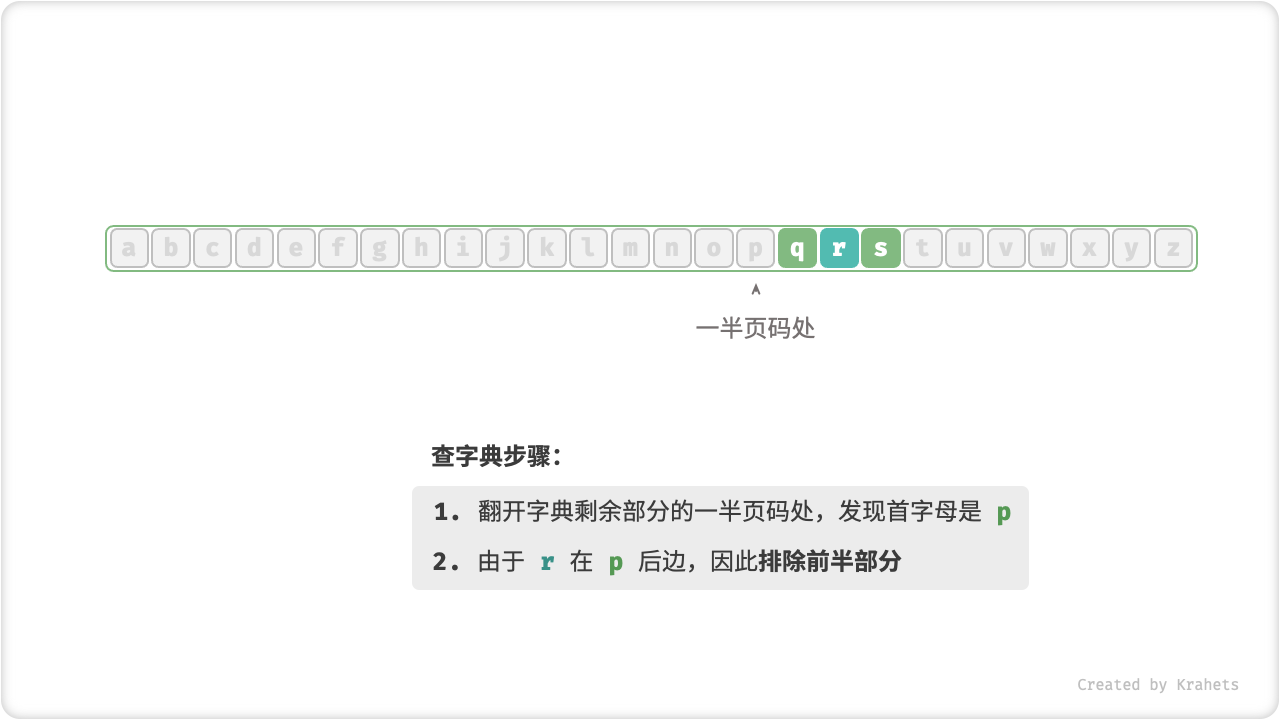 a b c d e f g h i j k l m n o p q r s t u v w x y z
一半页码处
查字典步骤：
1. 翻开字典剩余部分的一半页码处，发现首字母是 p
2. 由于 r 在 p 后边，因此排除前半部分
Created by Krahets